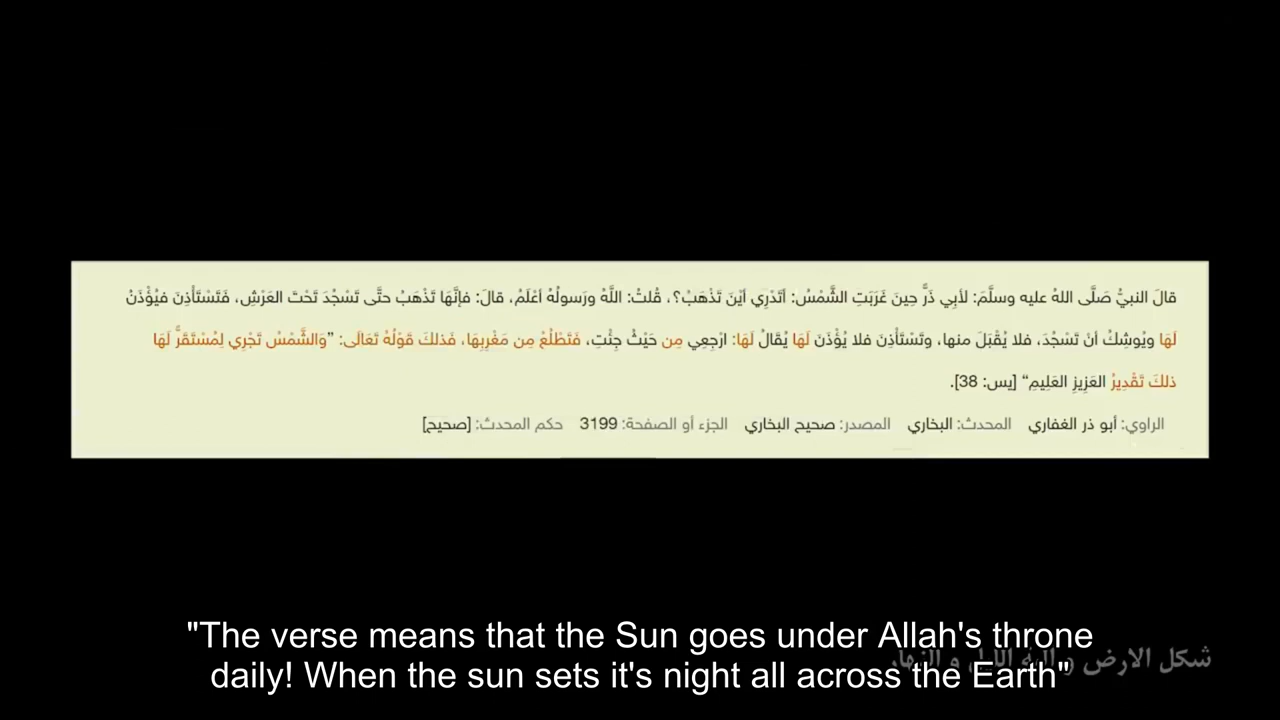 قالَ النبيُّ صَلَّى اللهُ عليه وسلَّمَ: لأبِي ذَرٍّ حِينَ غَرَبَتِ الشَّمْسُ: أتَدْرِي أيْنَ تَذْهَبُ؟، قُلتُ: اللَّهُ ورَسولُهُ أعْلَمُ، قالَ: فإنَّهَا تَذْهَبُ حتَّى تَسْجُدَ تَحْتَ العَرْشِ، فَتَسْتَأْذِنَ فيُؤْذَنُ
لَهَا ويُوشِكُ أنْ تَسْجُدَ، فلا يُقْبَلَ منها، وتَسْتَأْذِنَ فلا يُؤْذَنَ لَهَا يُقَالُ لَهَا: ارْجِعِي مِن حَيْثُ جِئْتِ، فَتَطْلُعُ مِن مَغْرِبِهَا، فَذلكَ قَوْلُهُ تَعَالَى: ”وَالشَّمْسُ تَجْرِي لِمُسْتَقَرٍّ لَهَا
ذلكَ تَقْدِيرُ العَزِيزِ العَلِيمِ“ [يس: 38].
الراوي: أبو ذر الغفاري المحدث: البخاري المصدر: صحيح البخاري الجزء أو الصفحة: 3199 حكم المحدث: [صحيح]
"The verse means that the Sun goes under Allah's throne
شكل الارض و
daily! When the sun sets it's night all across the Earth"